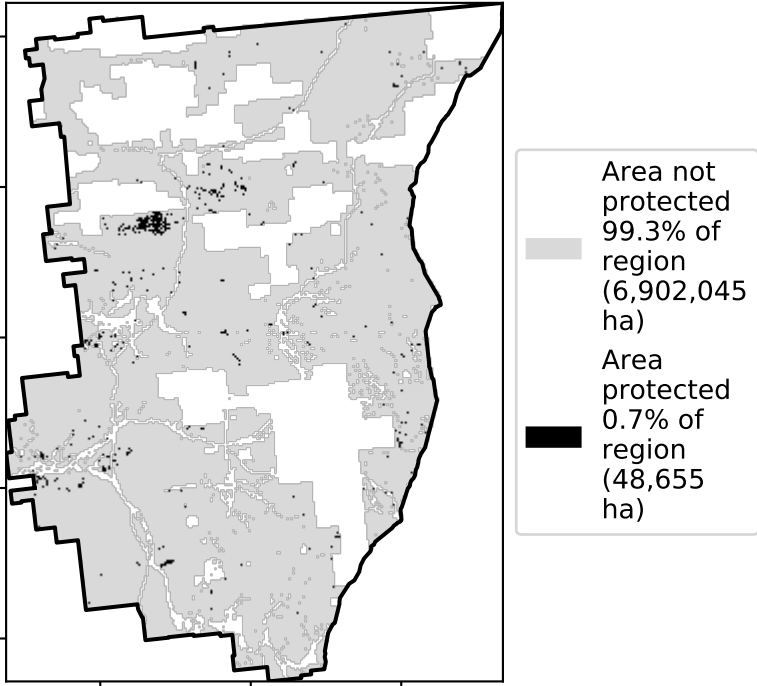 Area not
protected
99.3% of
region
(6,902,045
ha)
Area
protected
0.7% of
region
(48,655
ha)